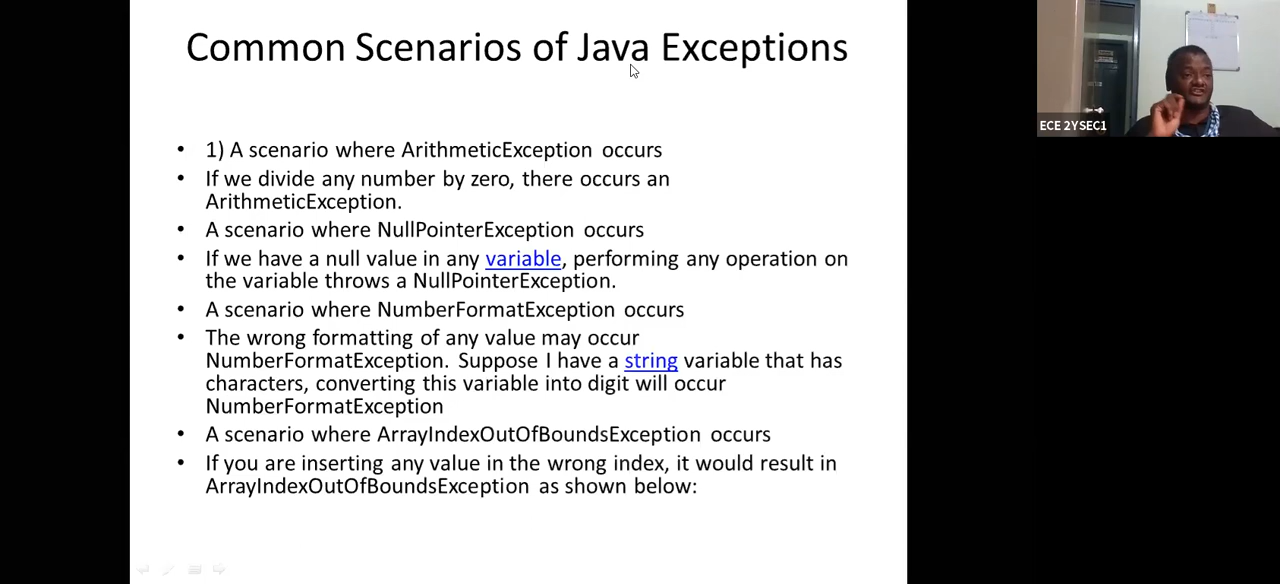 Common Scenarios of Java Exceptions
• 1) A scenario where ArithmeticException occurs
• If we divide any number by zero, there occurs an
ArithmeticException.
• A scenario where NullPointerException occurs
• If we have a null value in any variable, performing any operation on
the variable throws a NullPointerException.
• A scenario where NumberFormatException occurs
• The wrong formatting of any value may occur
NumberFormatException. Suppose I have a string variable that has
characters, converting this variable into digit will occur
NumberFormatException
• A scenario where ArrayIndexOutOfBoundsException occurs
• If you are inserting any value in the wrong index, it would result in
ArrayIndexOutOfBoundsException as shown below:
ECE 2YSEC1